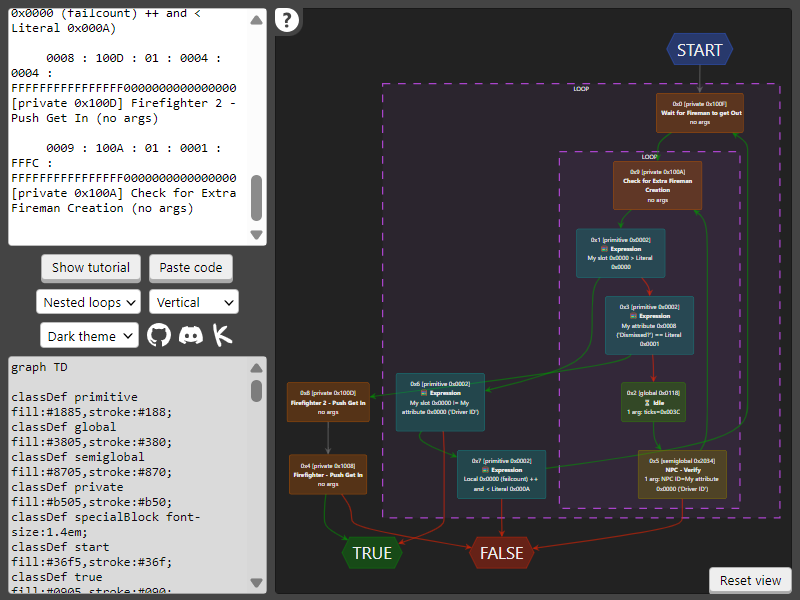 0x0000 (failcount) ++ and <
Literal 0x000A)
0008 : 100D : 01 : 0004 :
0004 :
FFFFFFFFFFFFFFFF0000000000000000
[private 0x100D] Firefighter 2 -
Push Get In (no args)
0009 : 100A : 01 : 0001 :
FFFC :
FFFFFFFFFFFFFFFF0000000000000000
[private 0x100A] Check for Extra
Fireman Creation (no args)
Show tutorial
Paste code
Nested loops
Vertical
Dark theme
graph TD
classDef primitive
fill:#1885,stroke:#188;
classDef global
fill:#3805,stroke:#380;
classDef semiglobal
fill:#8705,stroke:#870;
classDef private
fill:#b505,stroke:#b50;
classDef specialBlock font-
size:1.4em;
classDef start
fill:#36f5,stroke:#36f;
classDef true
fill:#0905,stroke:#090;
?
START
LOOP
0x0 [private 0x100F]
Wait for Fireman to get Out
no args
LOOP
0x9 [private 0x100A]
Check for Extra Fireman
Creation
no args
0x1 [primitive 0x0002]
Expression
My slot 0x0000 > Literal
0x0000
0x3 [primitive 0x0002]
Expression
My attribute 0x0008
('Dismissed?') == Literal
0x0001
0x6 [primitive 0x0002]
Expression
My slot 0x0000 != My
attribute 0x0000 ('Driver ID')
0x8 [private 0x100D]
Firefighter 2 - Push Get In
no args
0x2 [global 0x0118]
Idle
1 arg: ticks=0x003C
0x4 [private 0x1008]
Firefighter - Push Get In
no args
0x7 [primitive 0x0002]
Expression
Local 0x0000 (failcount) ++
and < Literal 0x000A
0x5 [semiglobal 0x2034]
NPC - Verify
1 arg: NPC ID=My attribute
0x0000 ('Driver ID')
TRUE
FALSE
Reset view